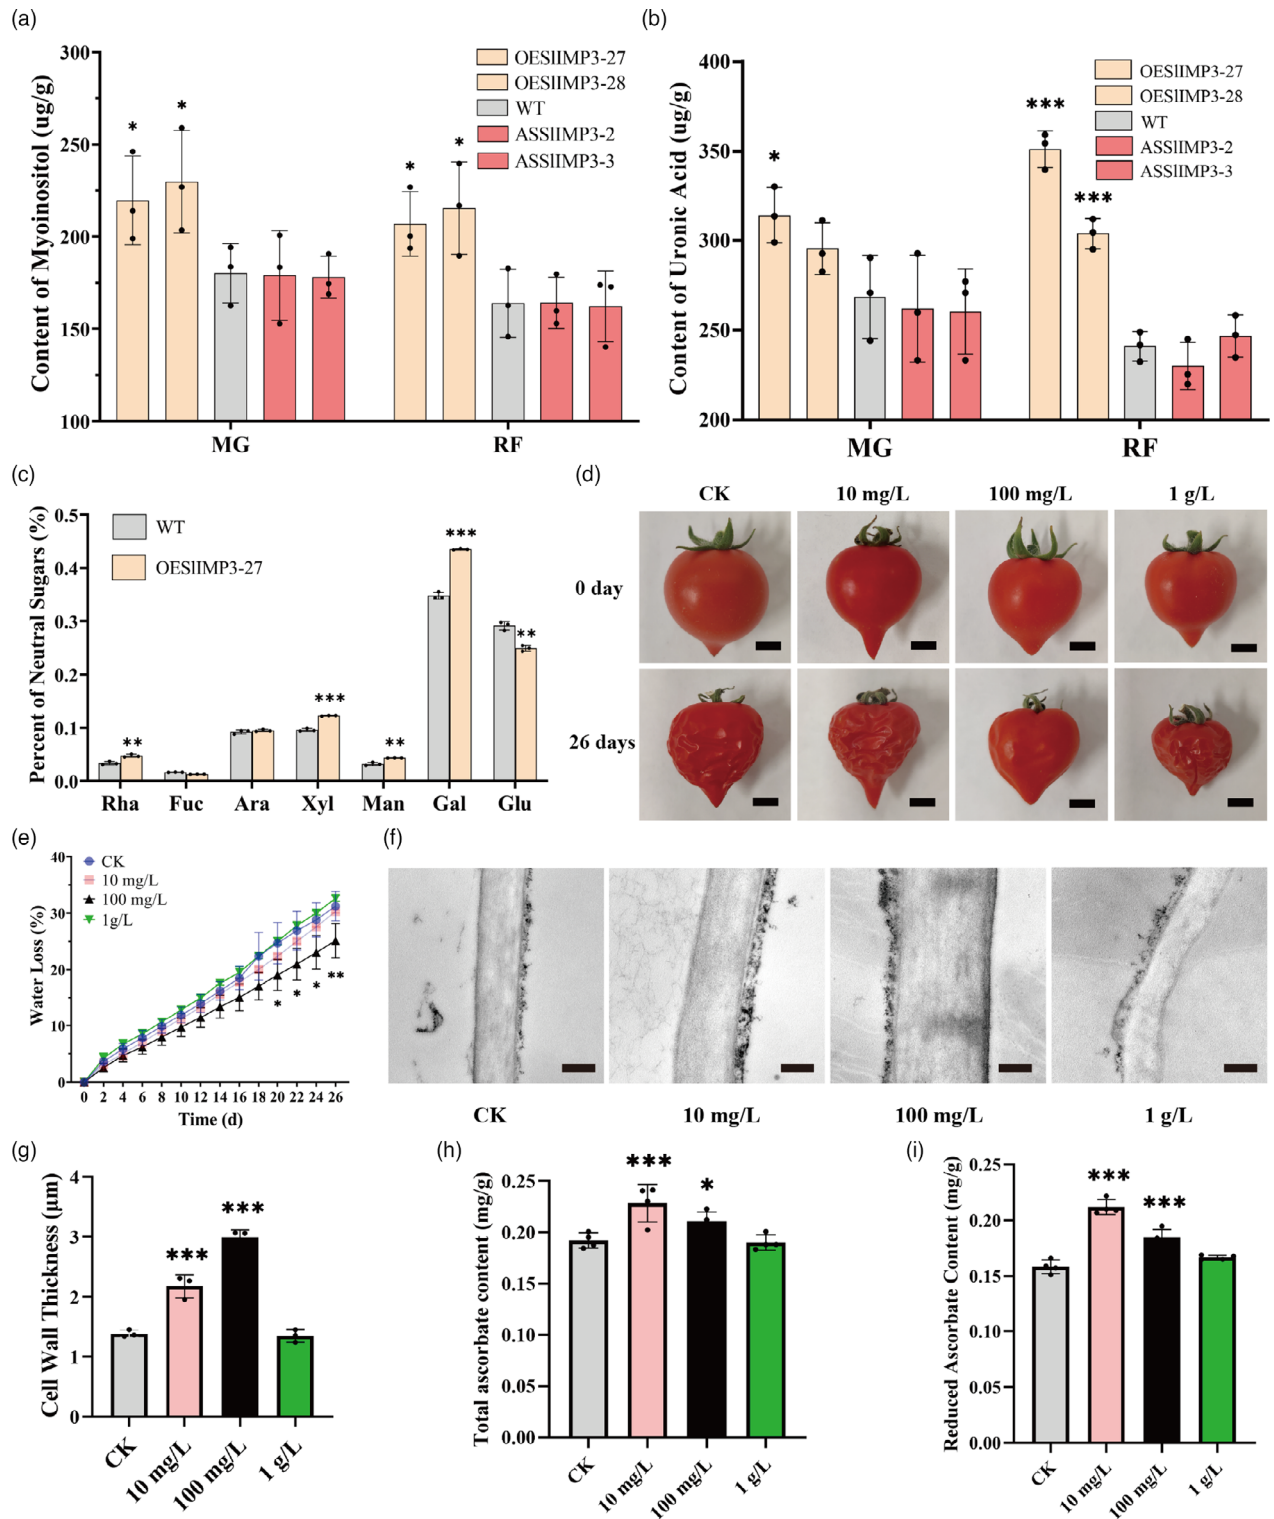 (a)
Content of Myoinositol (ug/g)
300
250
200
150
100
* * * *
OESlIMP3-27
OESlIMP3-28
WT
ASSlIMP3-2
ASSlIMP3-3
MG RF
(b)
Content of Uronic Acid (ug/g)
400
350
300
250
200
* *** ***
OESlIMP3-27
OESlIMP3-28
WT
ASSlIMP3-2
ASSlIMP3-3
MG RF
(c)
Percent of Neutral Sugars (%)
0.5
0.4
0.3
0.2
0.1
0.0
WT
OESlIMP3-27
** *** ** *** **
Rha Fuc Ara Xyl Man Gal Glu
(d)
CK 10 mg/L 100 mg/L 1 g/L
0 day
26 days
(e)
Water Loss (%)
40
30
20
10
0
CK
10 mg/L
100 mg/L
1g/L
* * * **
0 2 4 6 8 10 12 14 16 18 20 22 24 26
Time (d)
(f)
CK 10 mg/L 100 mg/L 1 g/L
(g)
Cell Wall Thickness (μm)
4
3
2
1
0
*** ***
CK 10 mg/L 100 mg/L 1 g/L
(h)
Total ascorbate content (mg/g)
0.25
0.20
0.15
0.10
0.05
0.00
*** *
CK 10 mg/L 100 mg/L 1 g/L
(i)
Reduced Ascorbate Content (mg/g)
0.25
0.20
0.15
0.10
0.05
0.00
*** ***
CK 10 mg/L 100 mg/L 1 g/L